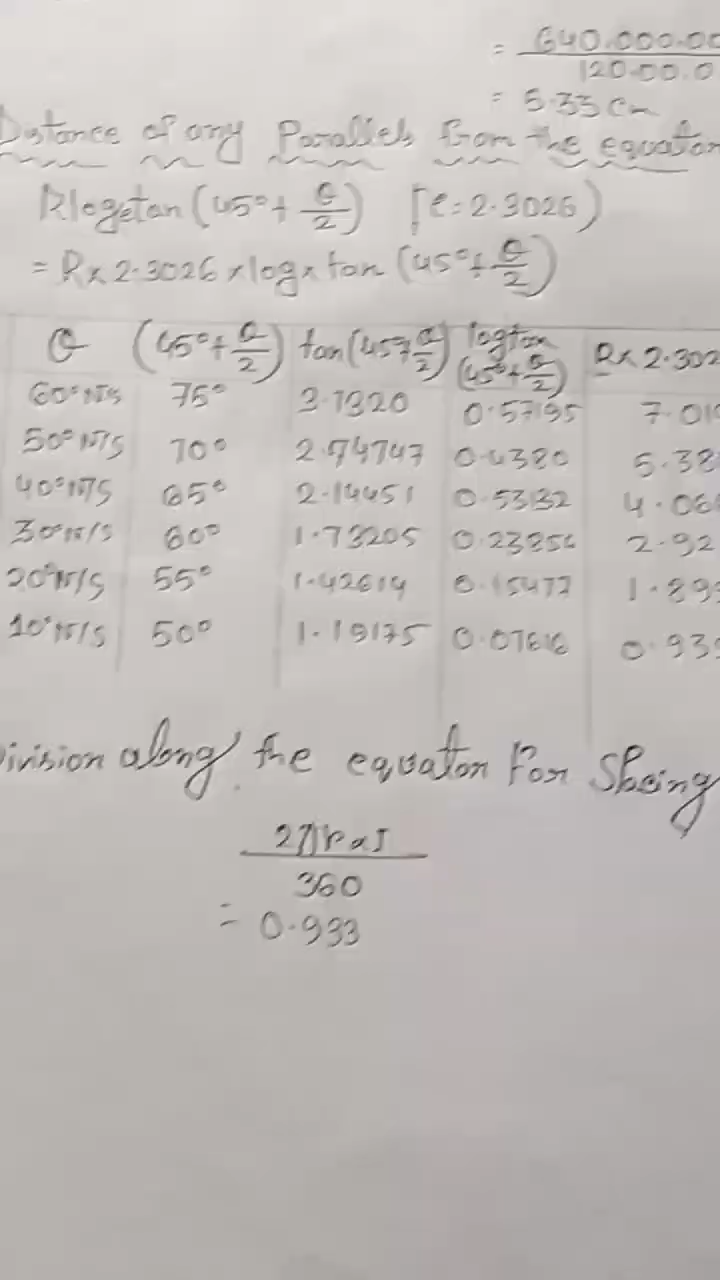 = 640.000.00
120.00.0
= 5.33 cm
Distance of any Parallels from the equator
Rlogetan (45°+ θ/2) [e=2.3026)
= R×2.3026×log×tan (45°+ θ/2)
θ (45°+ θ/2) tan(45+ θ/2) logtan (45°+ θ/2) R×2.302
60°N/S 75° 3.7320 0.57195 7.01
50°N/S 70° 2.74747 0.4380 5.38
40°N/S 65° 2.14451 0.53132 4.06
30°N/S 60° 1.73205 0.23856 2.92
20°N/S 55° 1.42814 0.15477 1.893
10°N/S 50° 1.19175 0.07618 0.93
ivision along the equator For Spacing
2πr×I
360
= 0.933